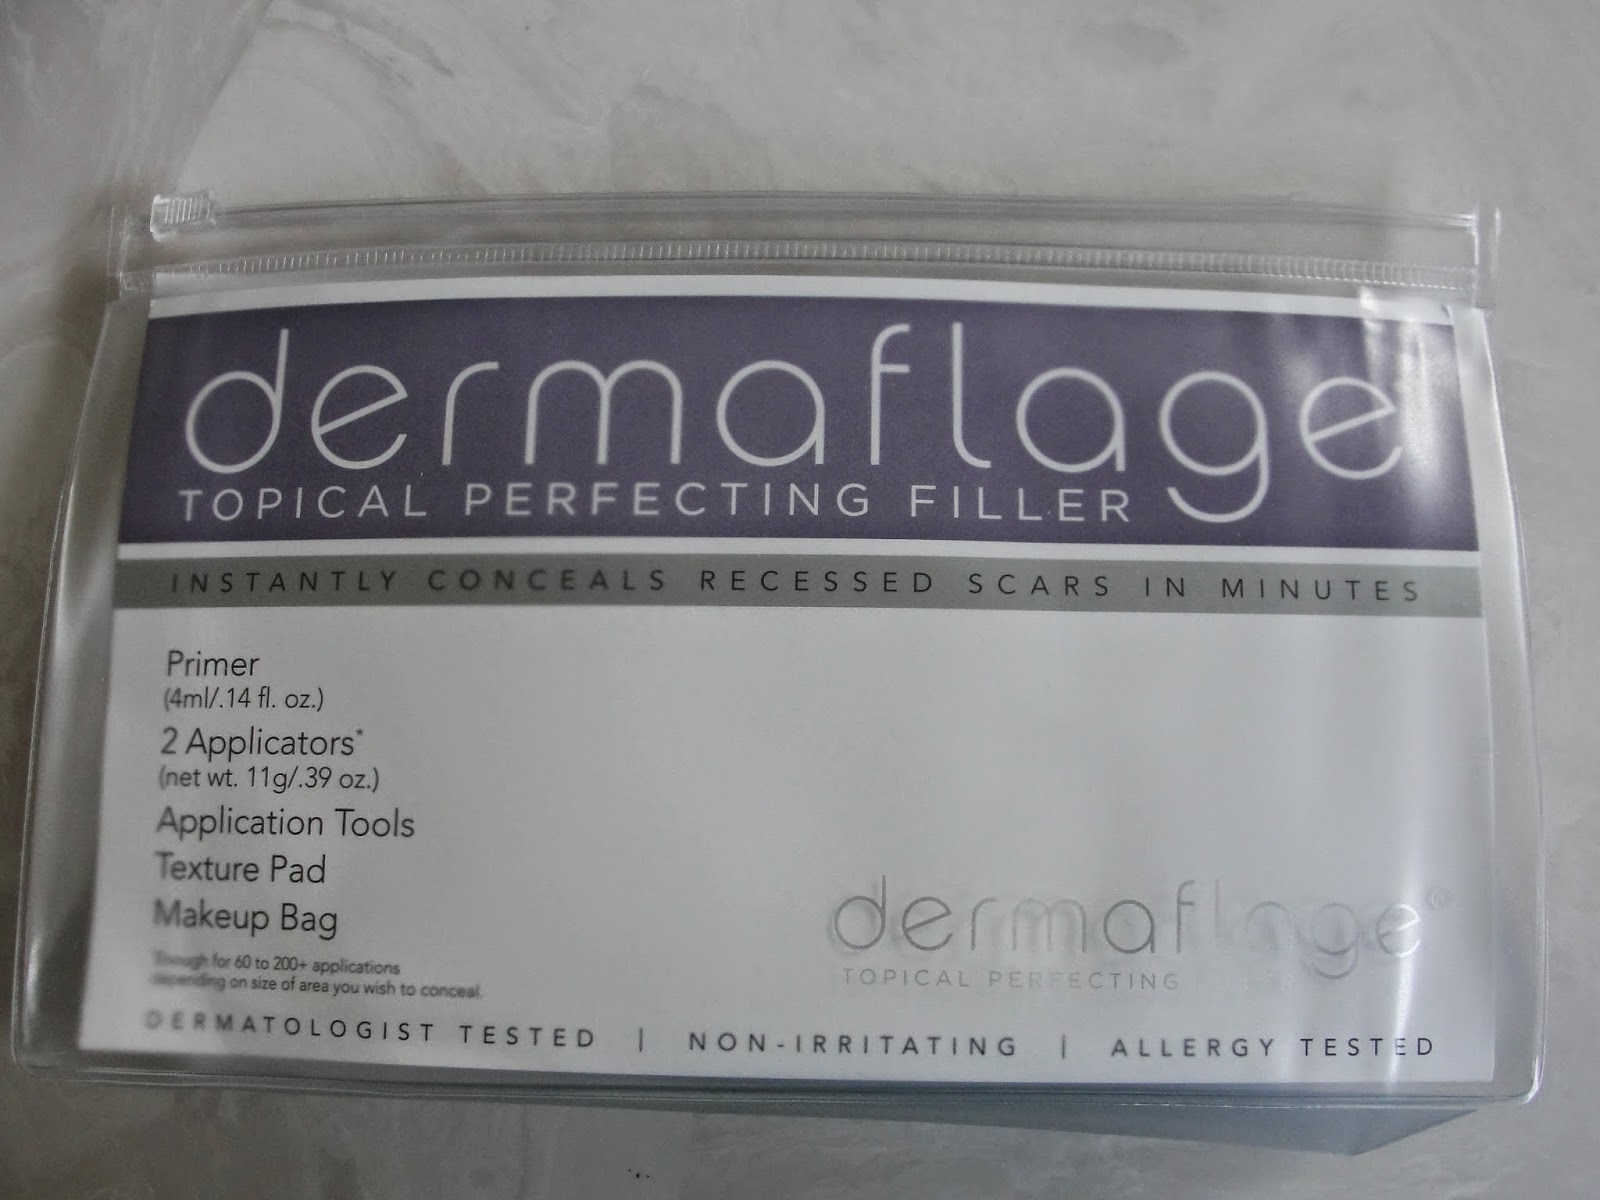 dermaflage
TOPICAL PERFECTING FILLER
INSTANTLY CONCEALS RECESSED SCARS IN MINUTES
Primer
(4ml/.14 fl. oz.)
2 Applicators*
(net wt. 11g/.39 oz.)
Application Tools
Texture Pad
Makeup Bag
*Enough for 60 to 200+ applications
depending on size of area you wish to conceal.
dermaflage®
TOPICAL PERFECTING FILLER
DERMATOLOGIST TESTED | NON-IRRITATING | ALLERGY TESTED